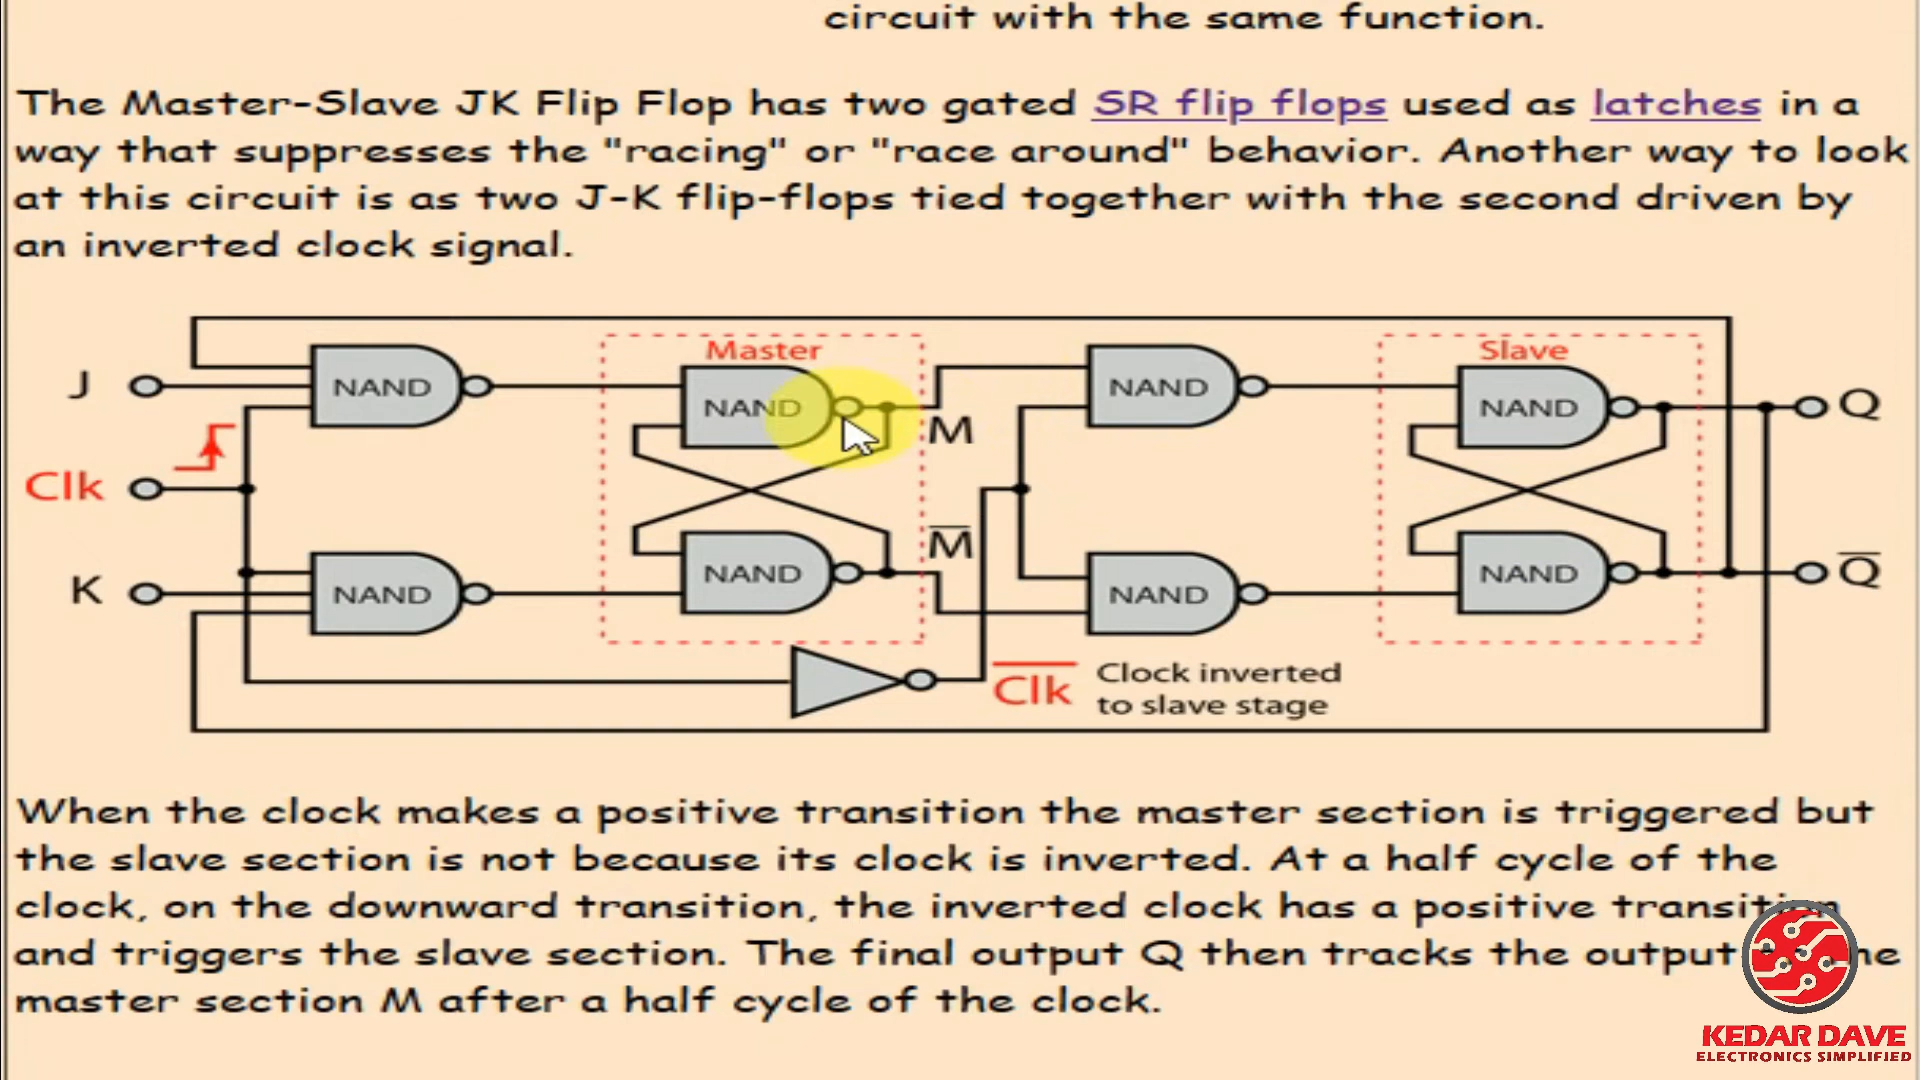 circuit with the same function.
The Master-Slave JK Flip Flop has two gated SR flip flops used as latches in a
way that suppresses the "racing" or "race around" behavior. Another way to look
at this circuit is as two J-K flip-flops tied together with the second driven by
an inverted clock signal.
Master
Slave
J
NAND
NAND
NAND
NAND
Q
M
Clk
M̅
K
NAND
NAND
NAND
NAND
Q̅
C̅l̅k̅
Clock inverted
to slave stage
When the clock makes a positive transition the master section is triggered but
the slave section is not because its clock is inverted. At a half cycle of the
clock, on the downward transition, the inverted clock has a positive transition
and triggers the slave section. The final output Q then tracks the output
master section M after a half cycle of the clock.
KEDAR DAVE
ELECTRONICS SIMPLIFIED